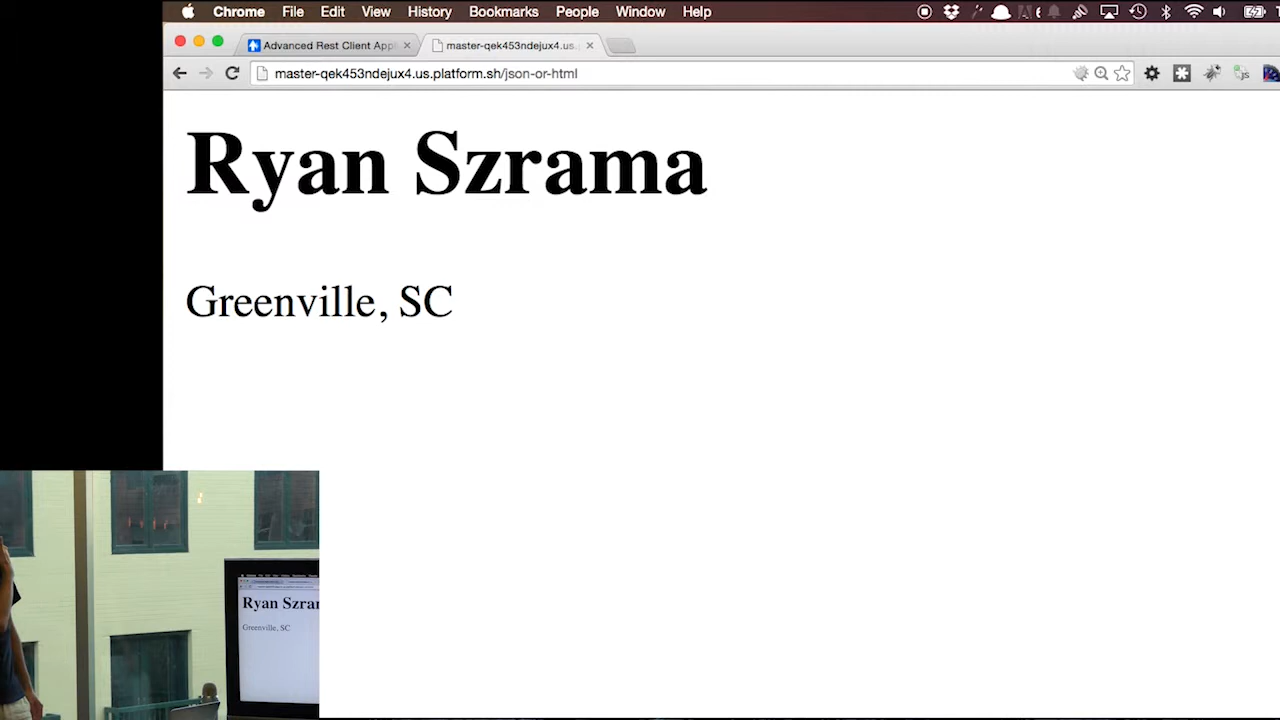 Chrome File Edit View History Bookmarks People Window Help
Advanced Rest Client Appl
master-qek453ndejux4.us.p
master-qek453ndejux4.us.platform.sh/json-or-html
Ryan Szrama
Greenville, SC
Ryan Szrar
Greenville, SC